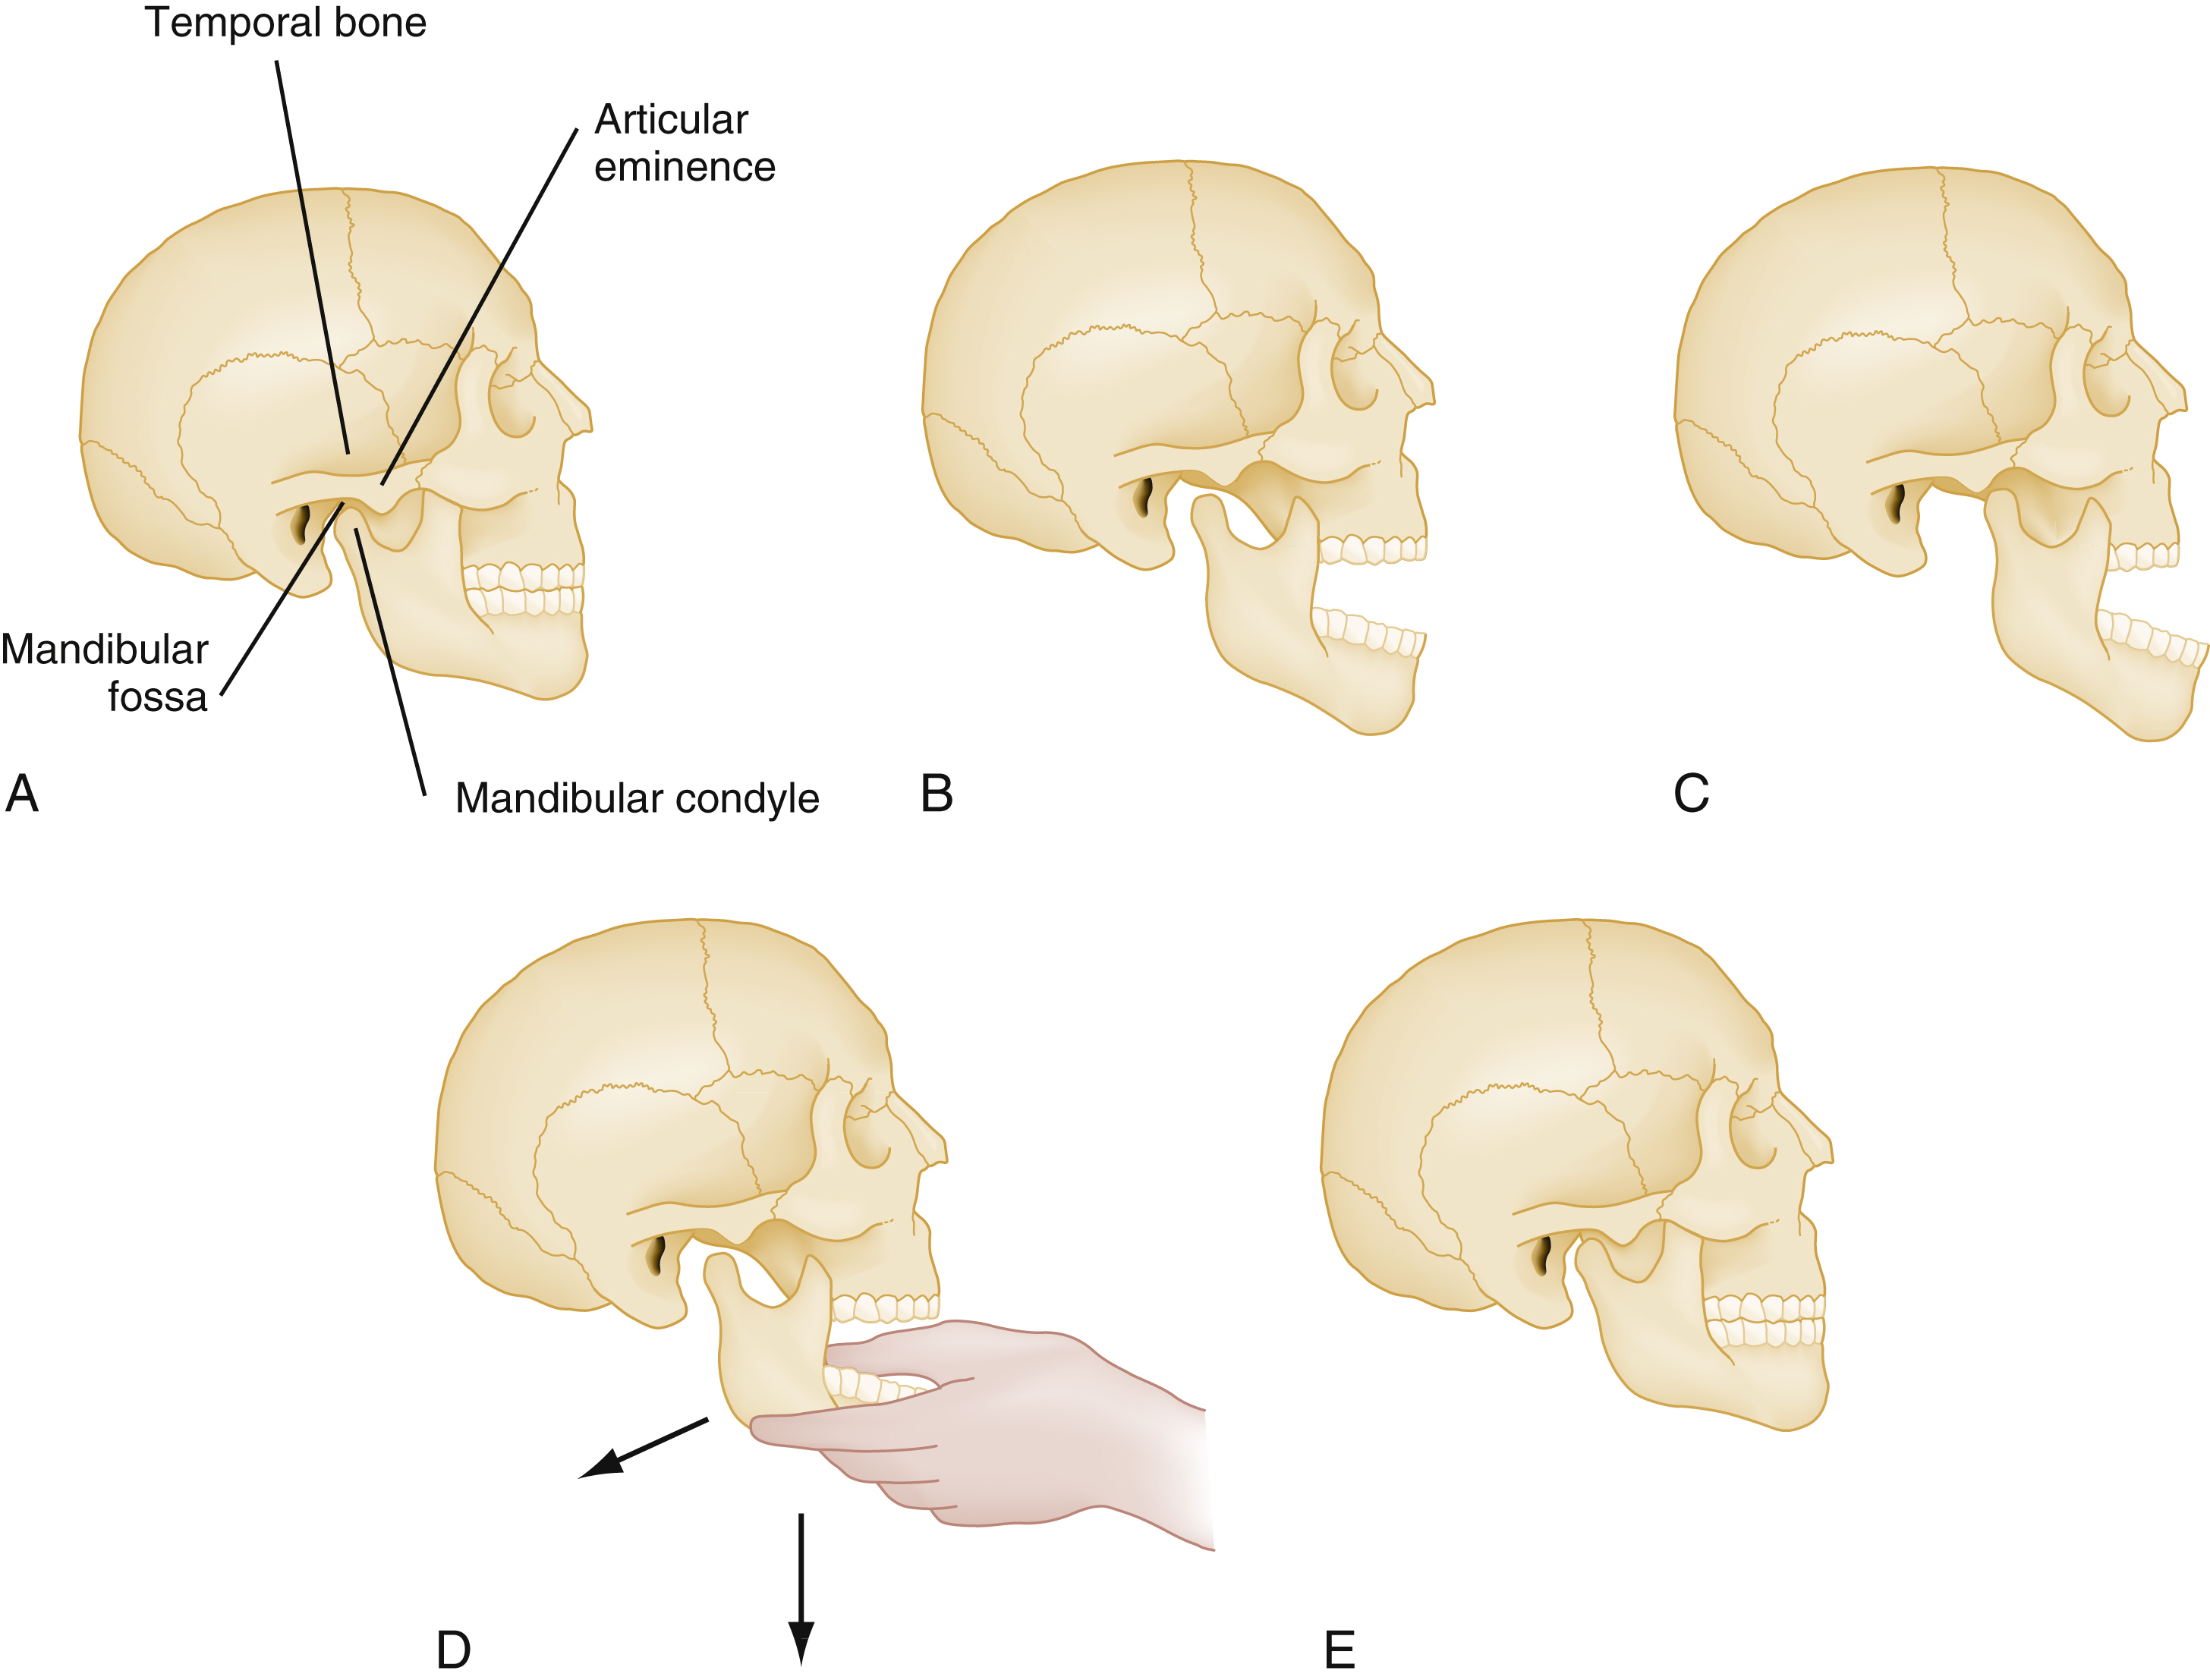 Temporal bone
Articular
eminence
Mandibular
fossa
Mandibular condyle
A
B
C
D
E